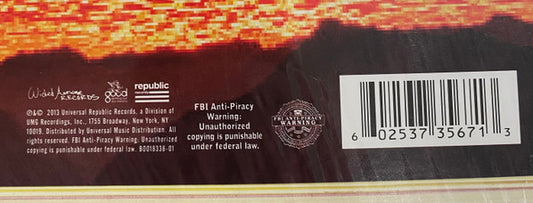 Wicked Awesome RECORDS
good
republic
℗&© 2013 Universal Republic Records, a Division of
UMG Recordings, Inc., 1755 Broadway, New York, NY
10019. Distributed by Universal Music Distribution. All
rights reserved. FBI Anti-Piracy Warning: Unauthorized
copying is punishable under federal law. B0018338-01
FBI Anti-Piracy
Warning:
Unauthorized
copying is punishable
under federal law.
FBI ANTI-PIRACY
WARNING
6 02537 35671 3